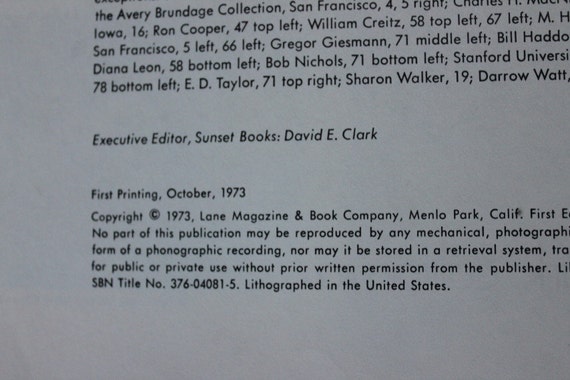 the Avery Brundage Collection, San Francisco, 4, 5 right; Charles H.
Iowa, 16; Ron Cooper, 47 top left; William Creitz, 58 top left, 67 left; M. H
San Francisco, 5 left, 66 left; Gregor Giesmann, 71 middle left; Bill Haddo
Diana Leon, 58 bottom left; Bob Nichols, 71 bottom left; Stanford Universi
78 bottom left; E. D. Taylor, 71 top right; Sharon Walker, 19; Darrow Watt,
Executive Editor, Sunset Books: David E. Clark
First Printing, October, 1973
Copyright © 1973, Lane Magazine & Book Company, Menlo Park, Calif. First E
No part of this publication may be reproduced by any mechanical, photographi
form of a phonographic recording, nor may it be stored in a retrieval system, tra
for public or private use without prior written permission from the publisher. Li
SBN Title No. 376-04081-5. Lithographed in the United States.